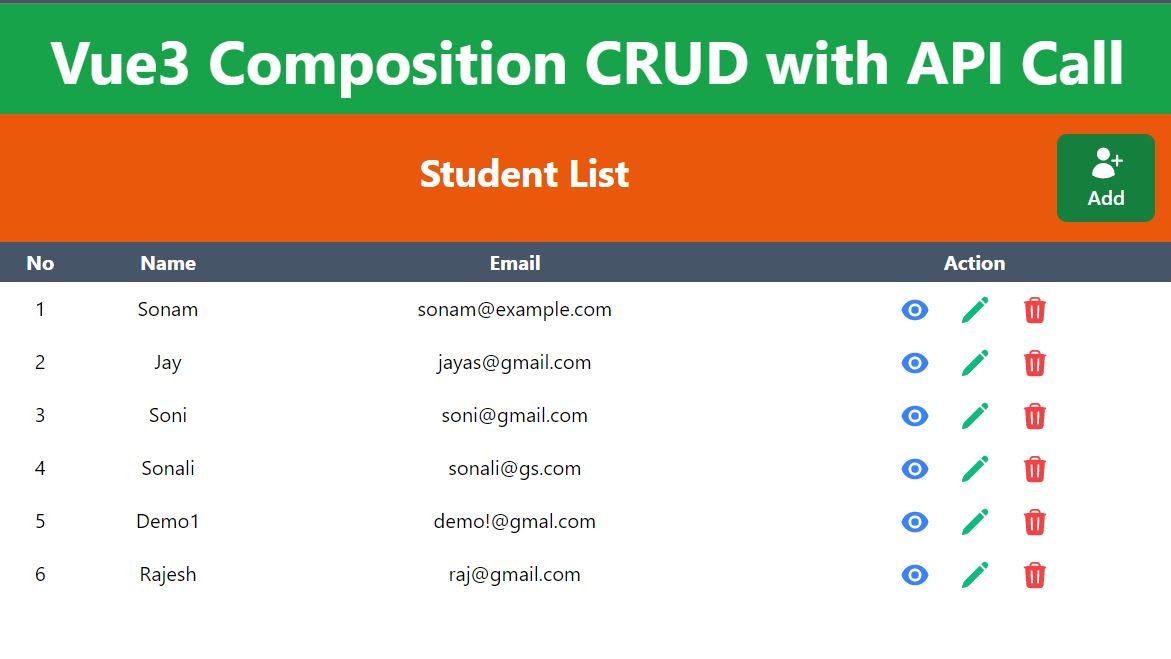 Vue3 Composition CRUD with API Call
Student List
Add
No Name Email Action
1 Sonam sonam@example.com
2 Jay jayas@gmail.com
3 Soni soni@gmail.com
4 Sonali sonali@gs.com
5 Demo1 demo!@gmal.com
6 Rajesh raj@gmail.com